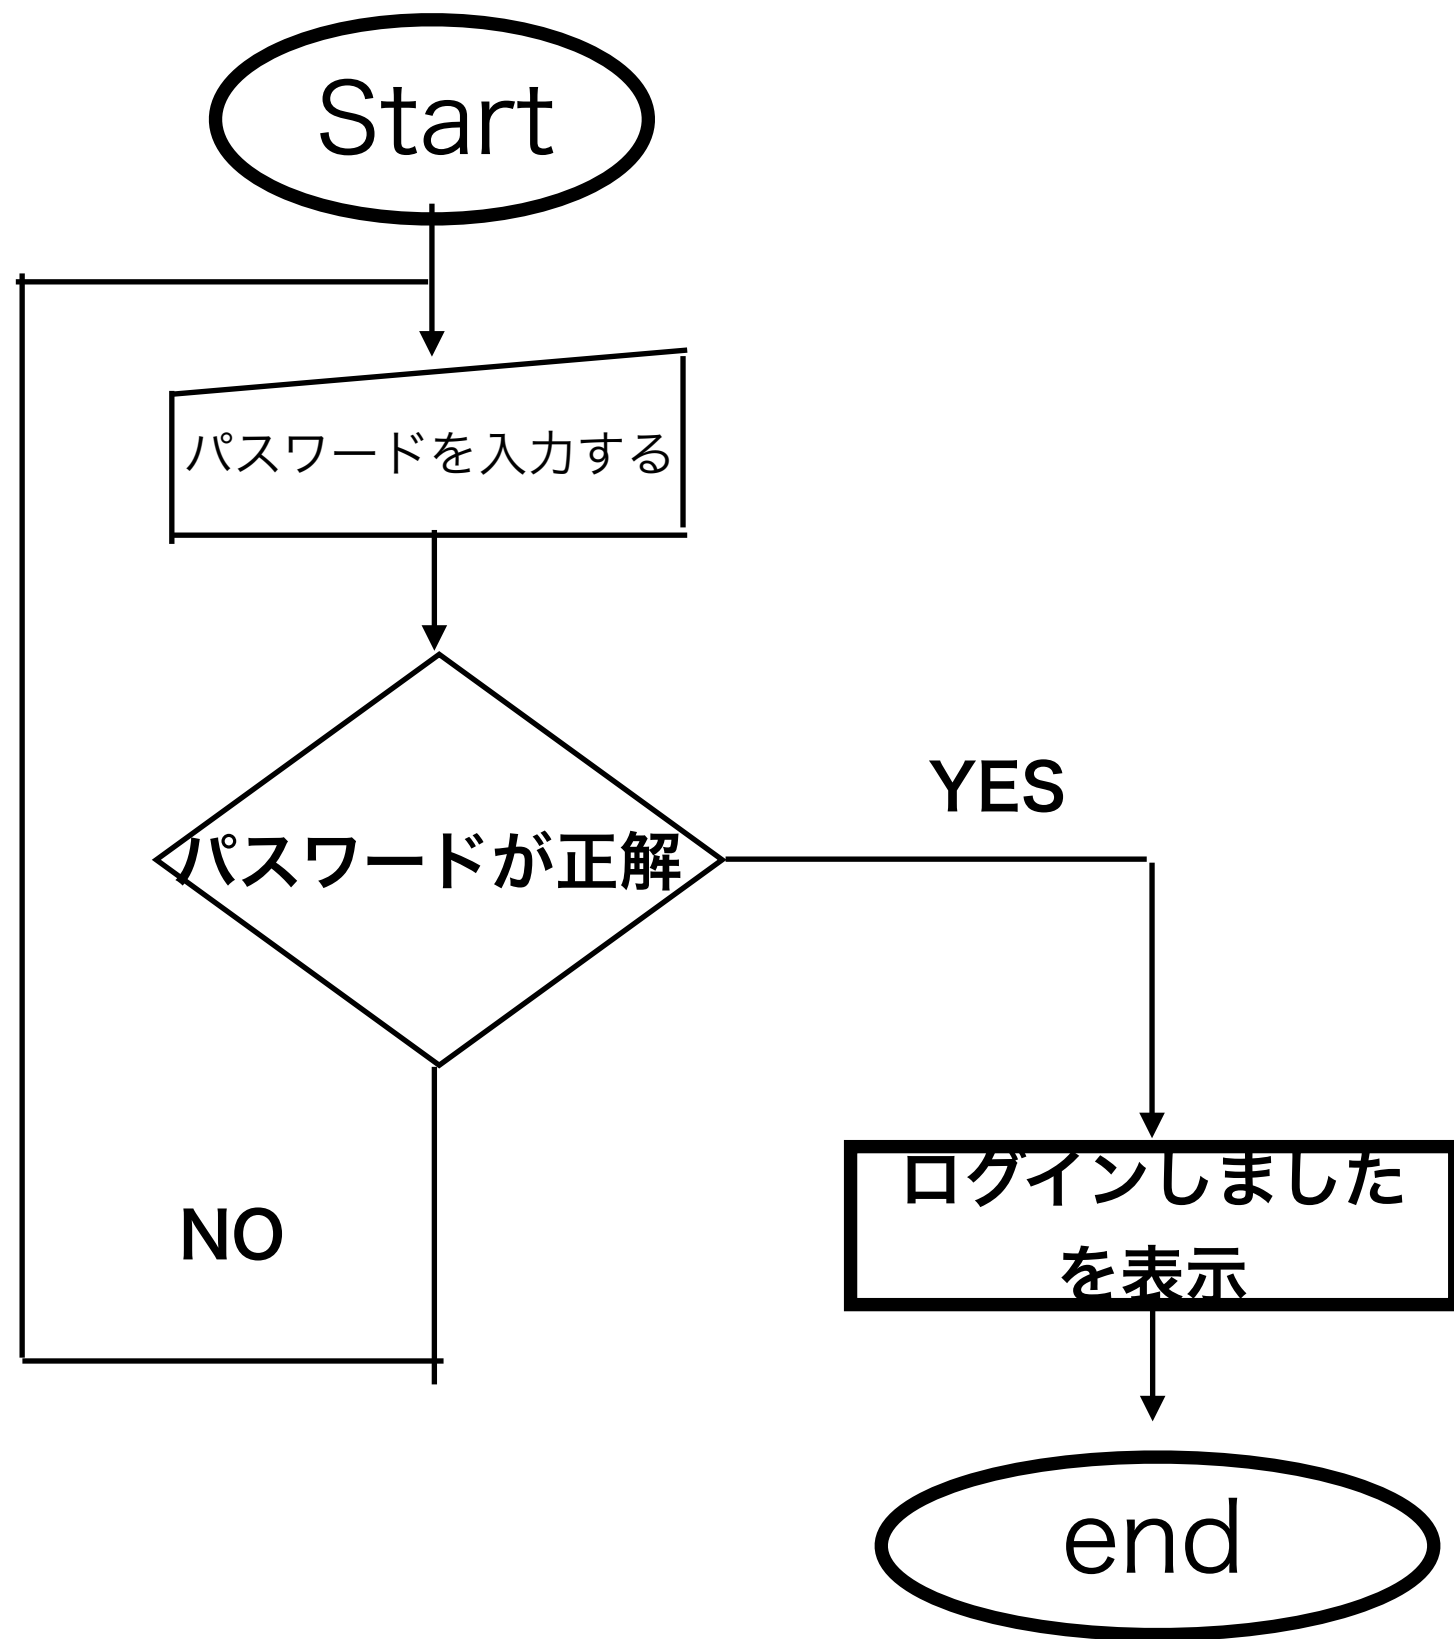 Start
パスワードを入力する
パスワードが正解
YES
NO
ログインしました
を表示
end